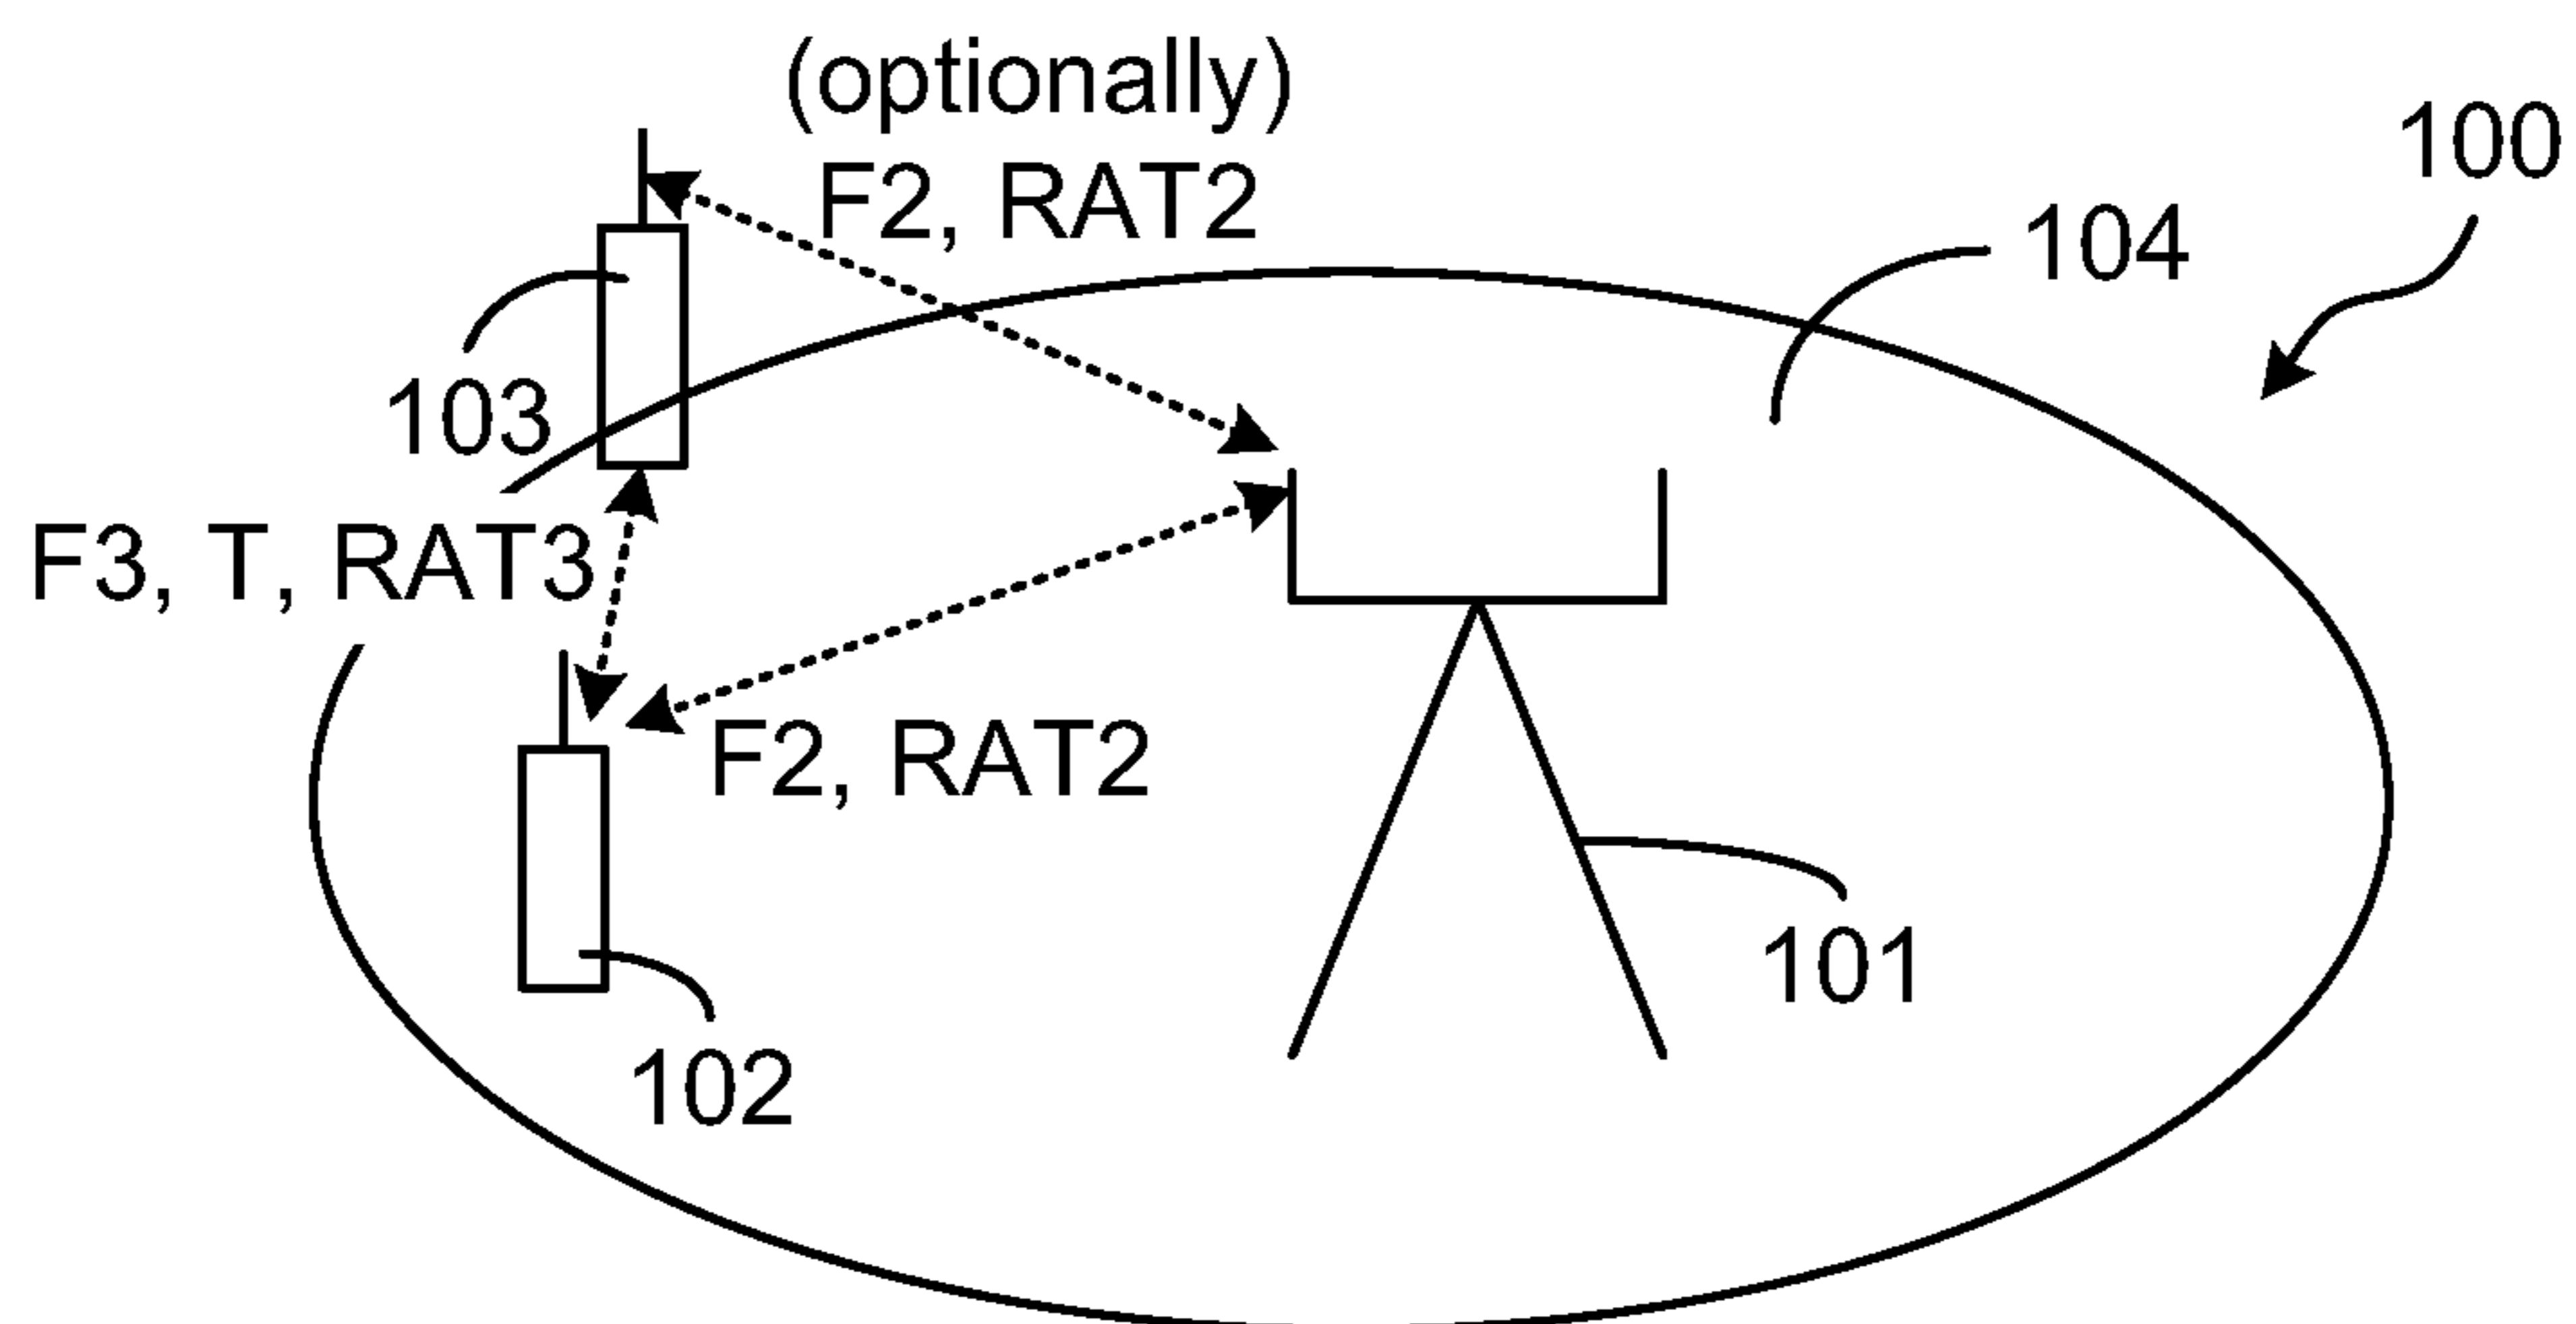 (optionally)
F2, RAT2
100
104
103
F3, T, RAT3
F2, RAT2
101
102